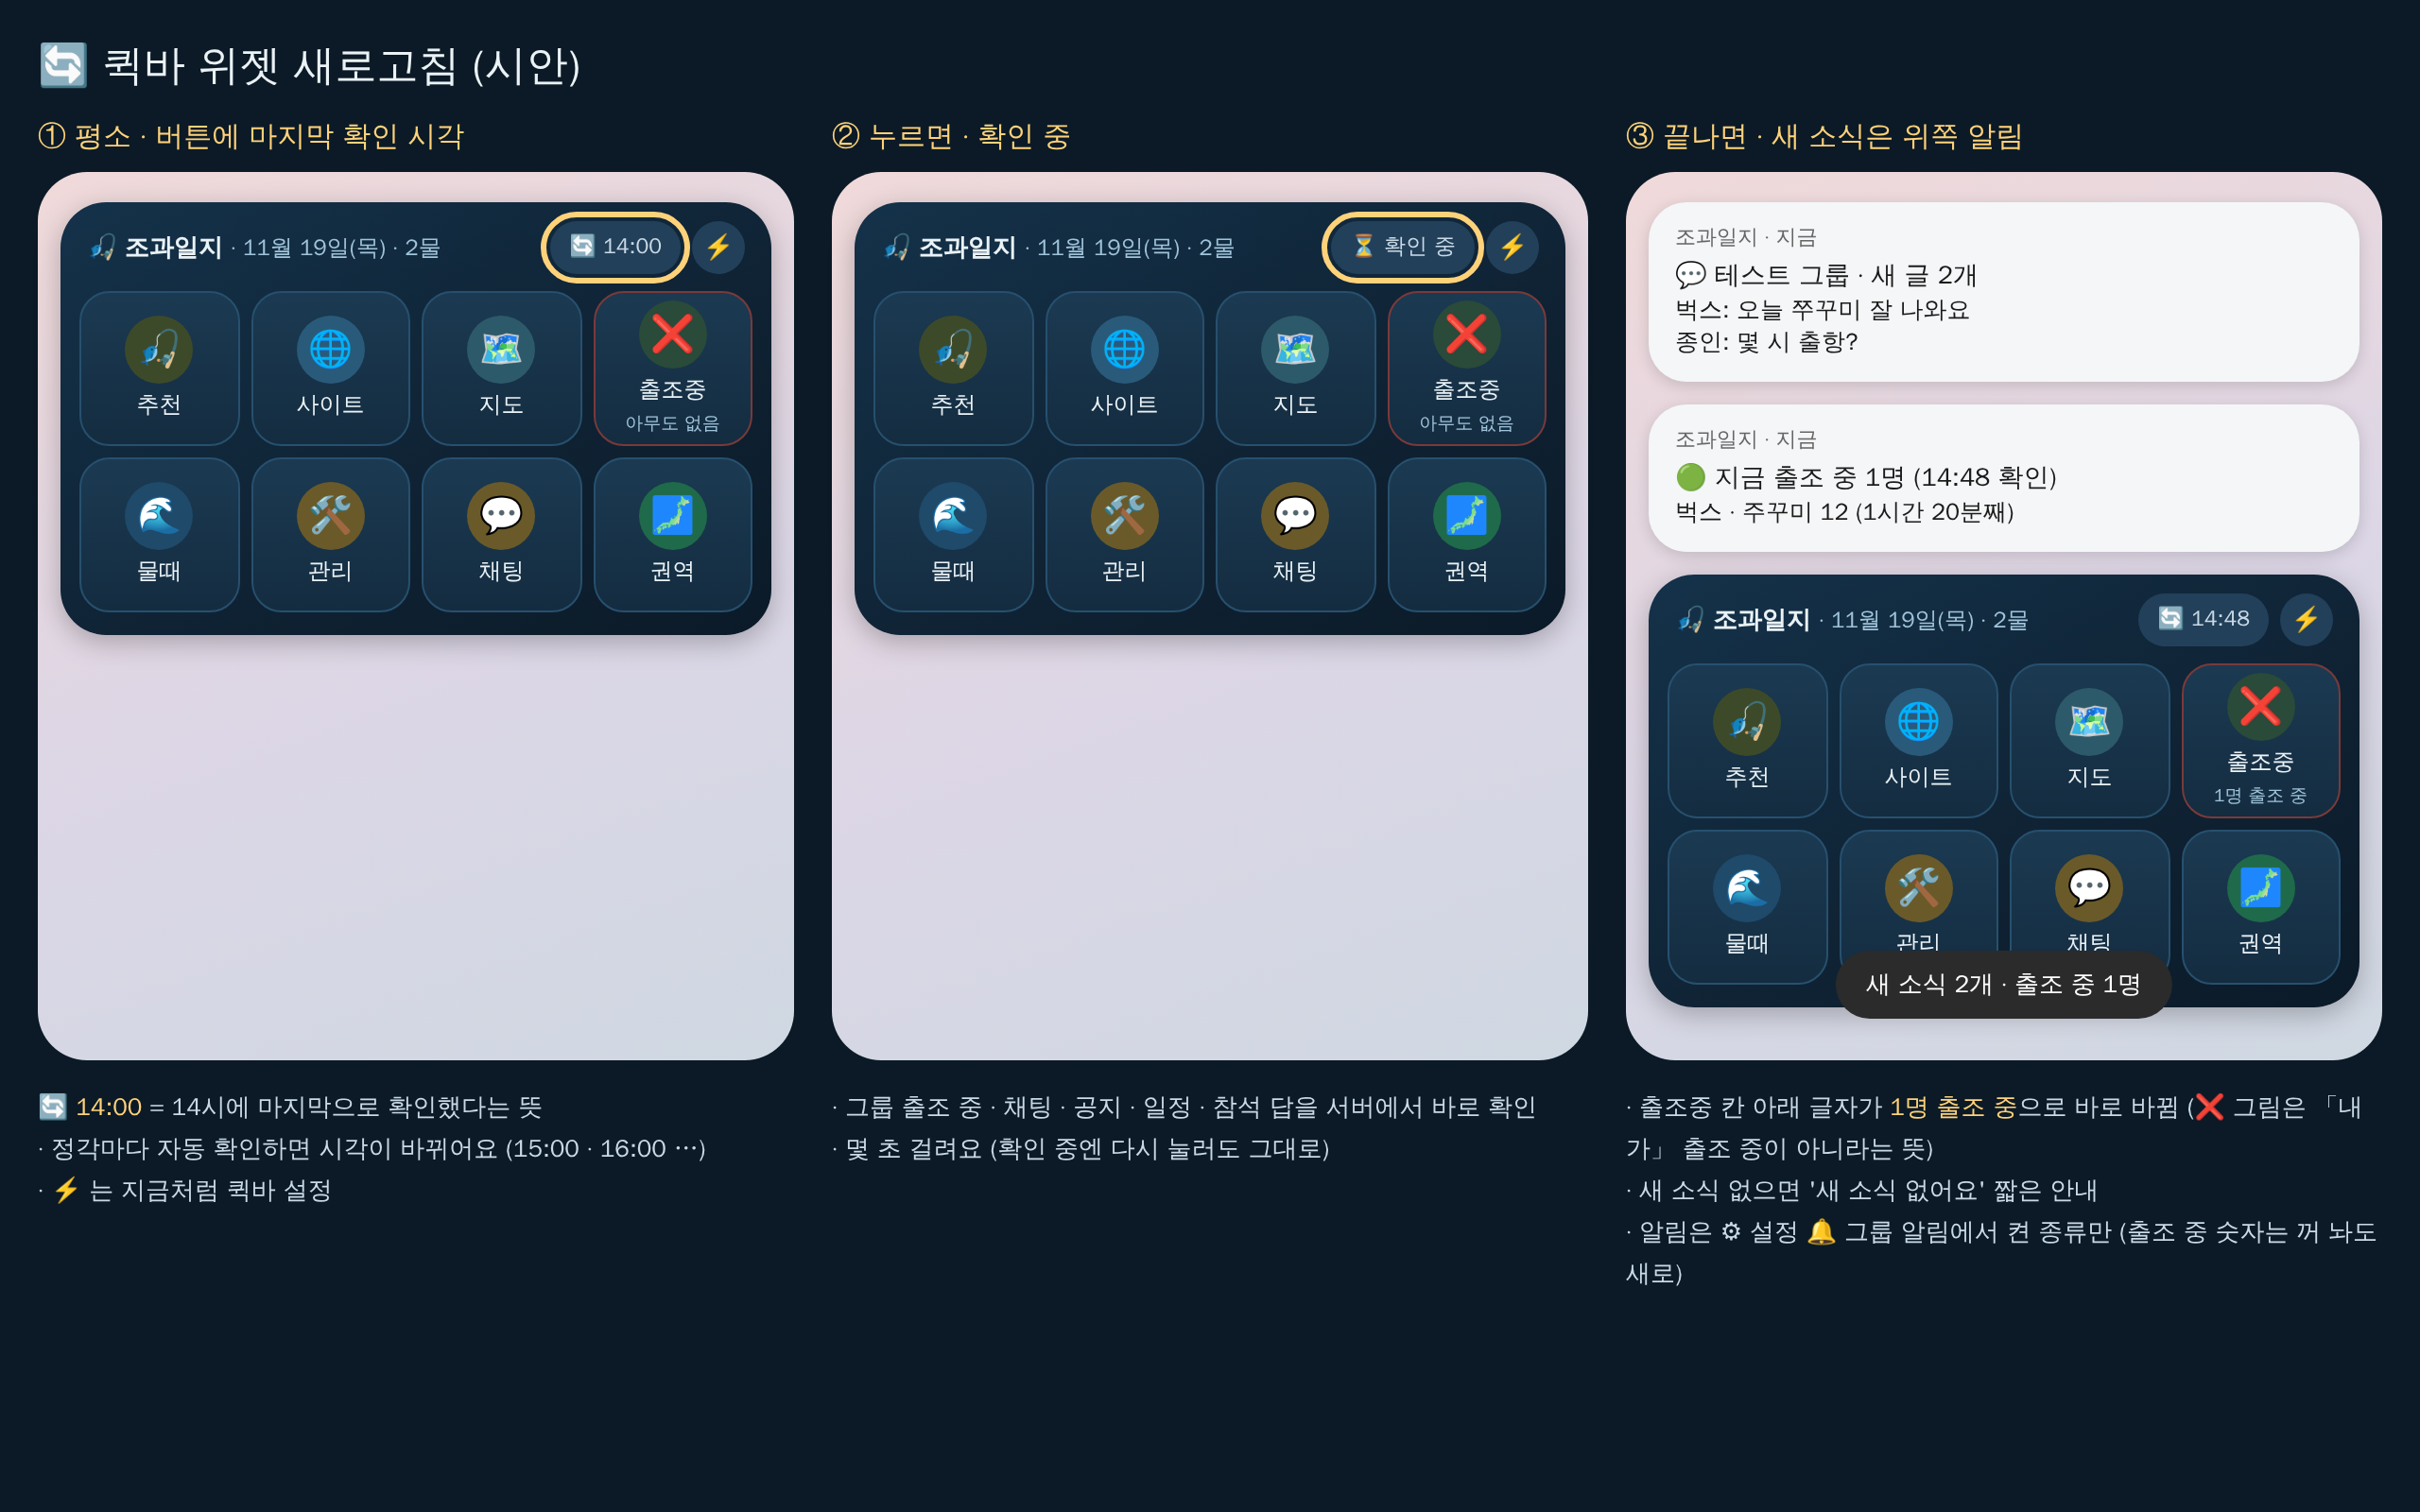 🔄 퀵바 위젯 새로고침 (시안)
① 평소 · 버튼에 마지막 확인 시각
🎣 조과일지 · 11월 19일(목) · 2물 🔄 14:00 ⚡
추천 사이트 지도 출조중
아무도 없음
물때 관리 채팅 권역
🔄 14:00 = 14시에 마지막으로 확인했다는 뜻
· 정각마다 자동 확인하면 시각이 바뀌어요 (15:00 · 16:00 ···)
· ⚡ 는 지금처럼 퀵바 설정
② 누르면 · 확인 중
🎣 조과일지 · 11월 19일(목) · 2물 ⏳ 확인 중 ⚡
추천 사이트 지도 출조중
아무도 없음
물때 관리 채팅 권역
· 그룹 출조 중 · 채팅 · 공지 · 일정 · 참석 답을 서버에서 바로 확인
· 몇 초 걸려요 (확인 중엔 다시 눌러도 그대로)
③ 끝나면 · 새 소식은 위쪽 알림
조과일지 · 지금
💬 테스트 그룹 · 새 글 2개
벅스: 오늘 쭈꾸미 잘 나와요
종인: 몇 시 출항?
조과일지 · 지금
🟢 지금 출조 중 1명 (14:48 확인)
벅스 · 주꾸미 12 (1시간 20분째)
🎣 조과일지 · 11월 19일(목) · 2물 🔄 14:48 ⚡
추천 사이트 지도 출조중
1명 출조 중
물때 관리 채팅 권역
새 소식 2개 · 출조 중 1명
· 출조중 칸 아래 글자가 1명 출조 중으로 바로 바뀜 (❌ 그림은 「내
가」 출조 중이 아니라는 뜻)
· 새 소식 없으면 '새 소식 없어요' 짧은 안내
· 알림은 ⚙ 설정 🔔 그룹 알림에서 켠 종류만 (출조 중 숫자는 꺼 놔도
새로)